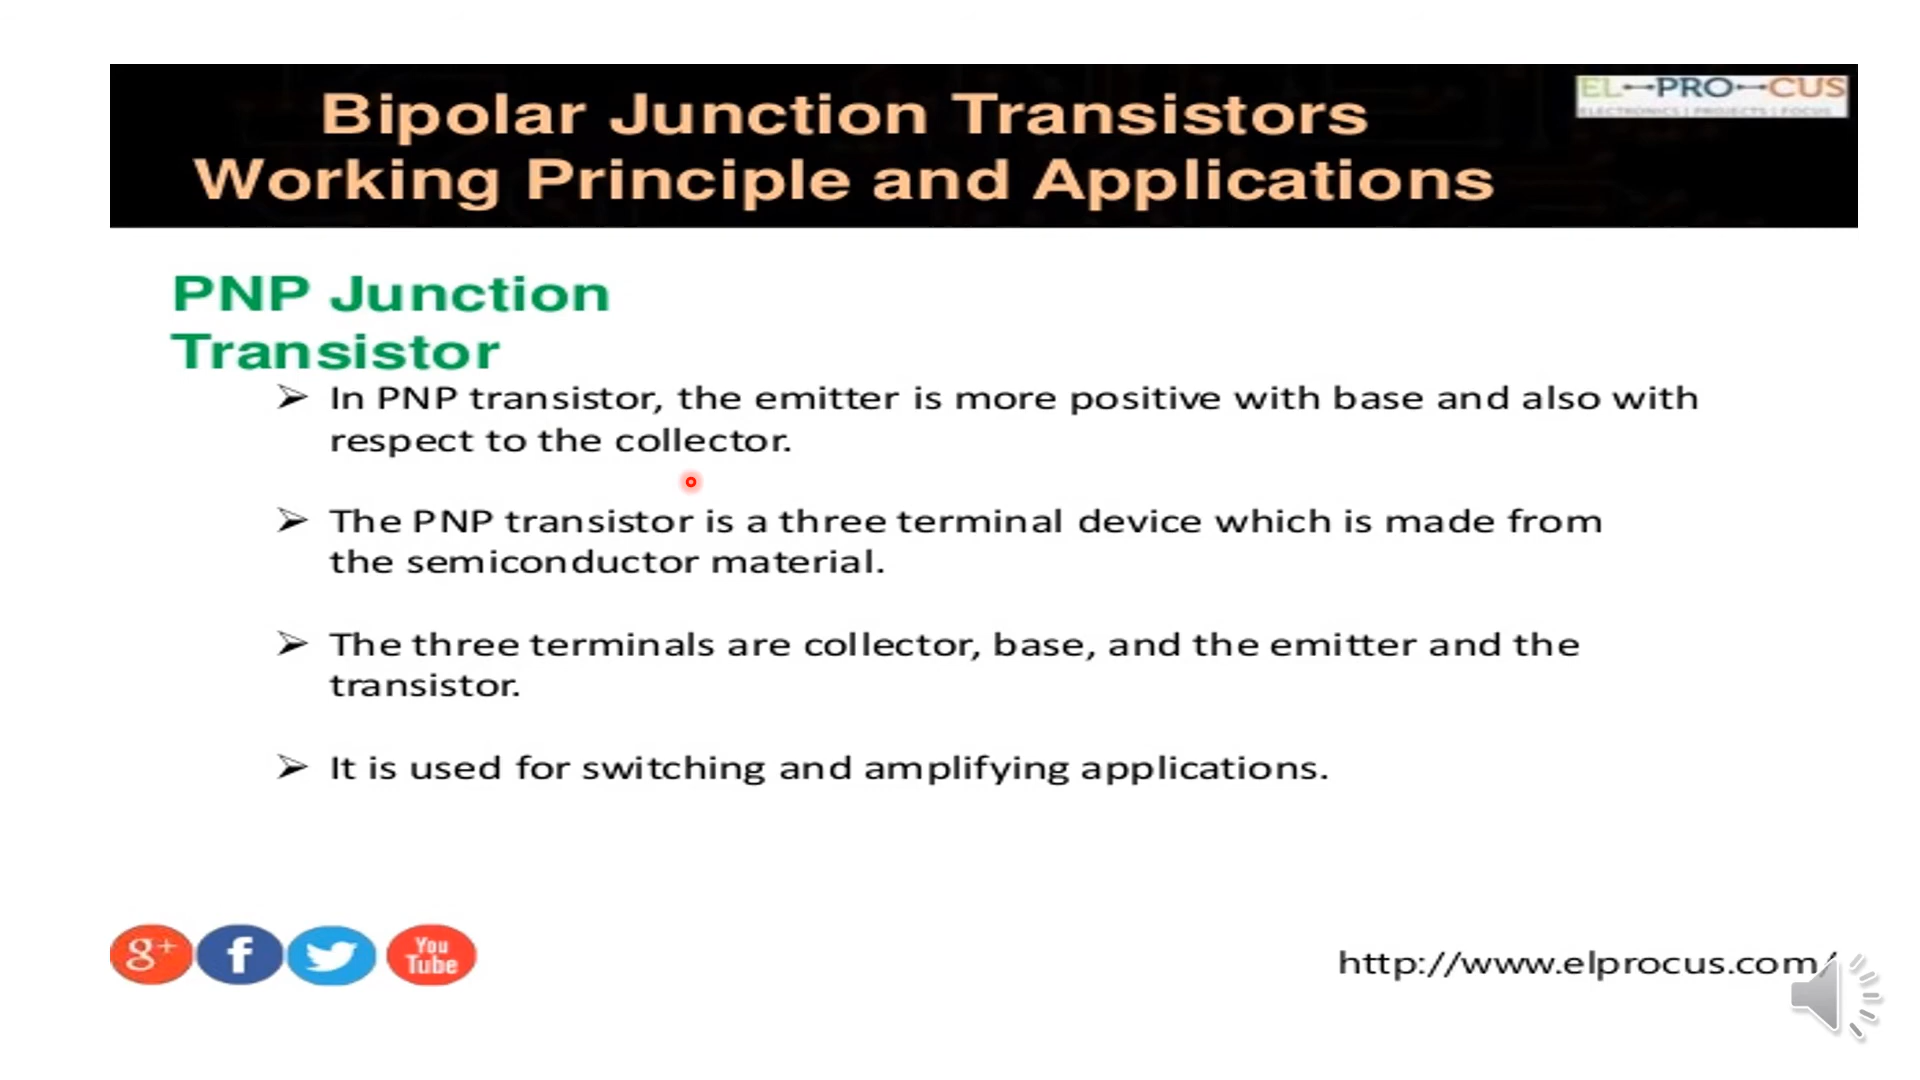 Bipolar Junction Transistors
Working Principle and Applications
EL PRO CUS
ELECTRONICS | PROJECTS | FOCUS
PNP Junction
Transistor
➢ In PNP transistor, the emitter is more positive with base and also with
respect to the collector.
➢ The PNP transistor is a three terminal device which is made from
the semiconductor material.
➢ The three terminals are collector, base, and the emitter and the
transistor.
➢ It is used for switching and amplifying applications.
g+ f You
Tube
http://www.elprocus.com/